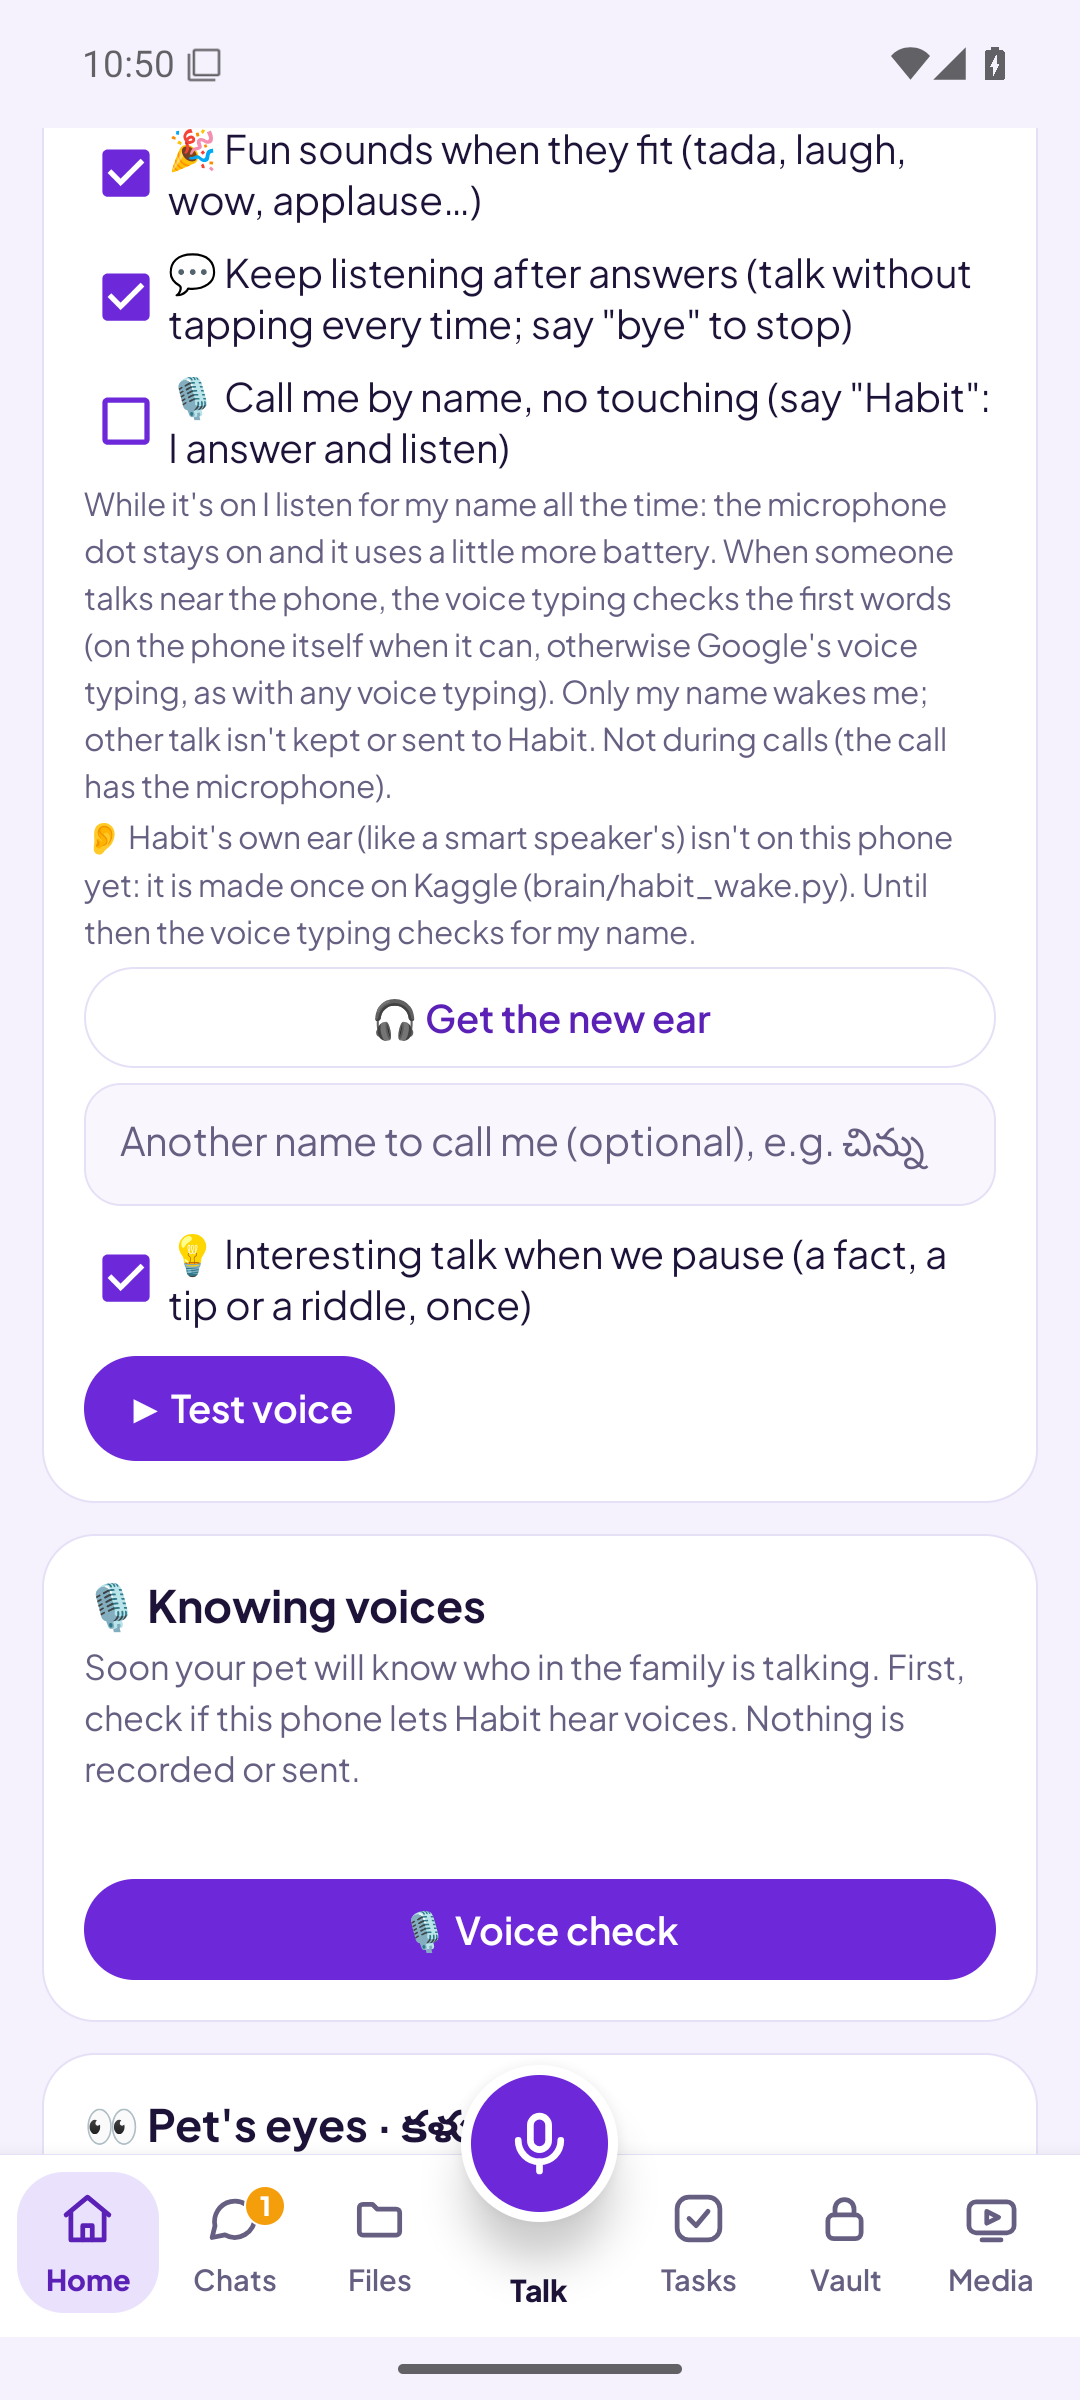 10:50
🎉 Fun sounds when they fit (tada, laugh,
wow, applause...)
💬 Keep listening after answers (talk without
tapping every time; say "bye" to stop)
🎙️ Call me by name, no touching (say "Habit":
I answer and listen)
While it's on I listen for my name all the time: the microphone
dot stays on and it uses a little more battery. When someone
talks near the phone, the voice typing checks the first words
(on the phone itself when it can, otherwise Google's voice
typing, as with any voice typing). Only my name wakes me;
other talk isn't kept or sent to Habit. Not during calls (the call
has the microphone).
👂 Habit's own ear (like a smart speaker's) isn't on this phone
yet: it is made once on Kaggle (brain/habit_wake.py). Until
then the voice typing checks for my name.
🎧 Get the new ear
Another name to call me (optional), e.g. చిన్ను
💡 Interesting talk when we pause (a fact, a
tip or a riddle, once)
▶ Test voice
🎙️ Knowing voices
Soon your pet will know who in the family is talking. First,
check if this phone lets Habit hear voices. Nothing is
recorded or sent.
🎙️ Voice check
👀 Pet's eyes ·
Home
Chats
1
Files
Talk
Tasks
Vault
Media